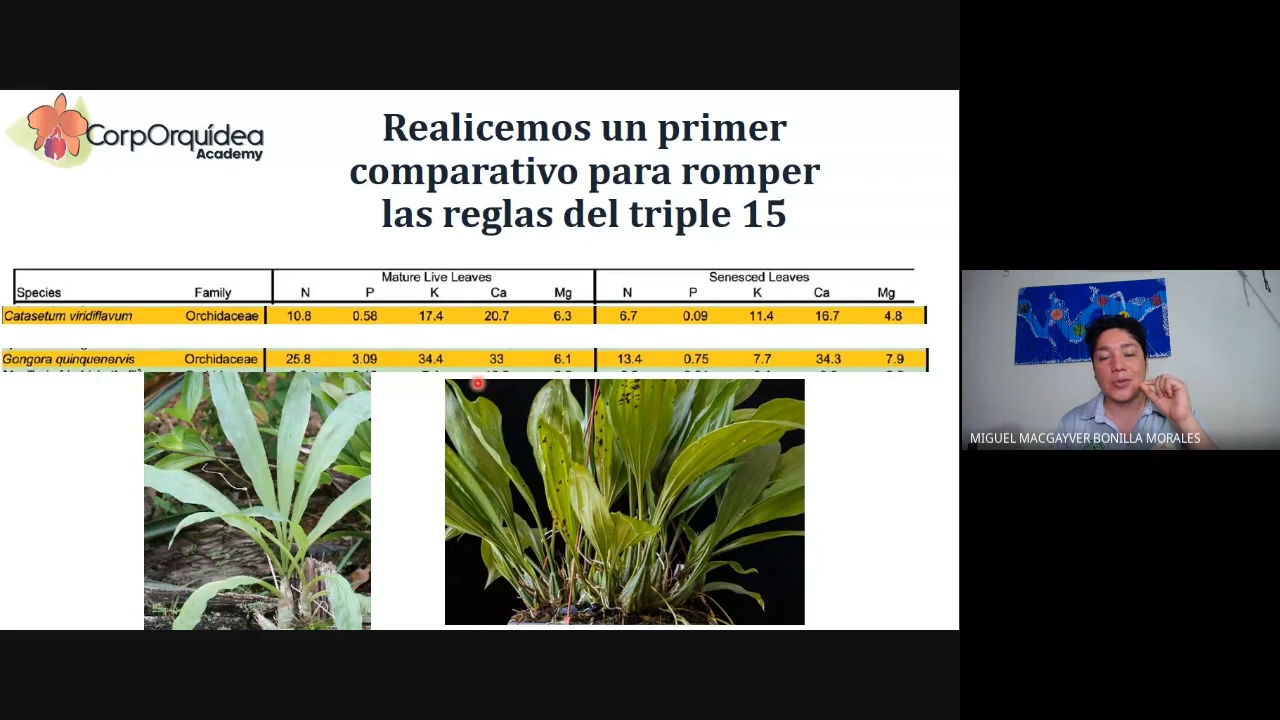 CorpOrquídea
Academy
Realicemos un primer
comparativo para romper
las reglas del triple 15
Mature Live Leaves Senesced Leaves
Species Family N P K Ca Mg N P K Ca Mg
Catasetum viridiflavum Orchidaceae 10.8 0.58 17.4 20.7 6.3 6.7 0.09 11.4 16.7 4.8
Gongora quinquenervis Orchidaceae 25.8 3.09 34.4 33 6.1 13.4 0.75 7.7 34.3 7.9
MIGUEL MACGAYVER BONILLA MORALES